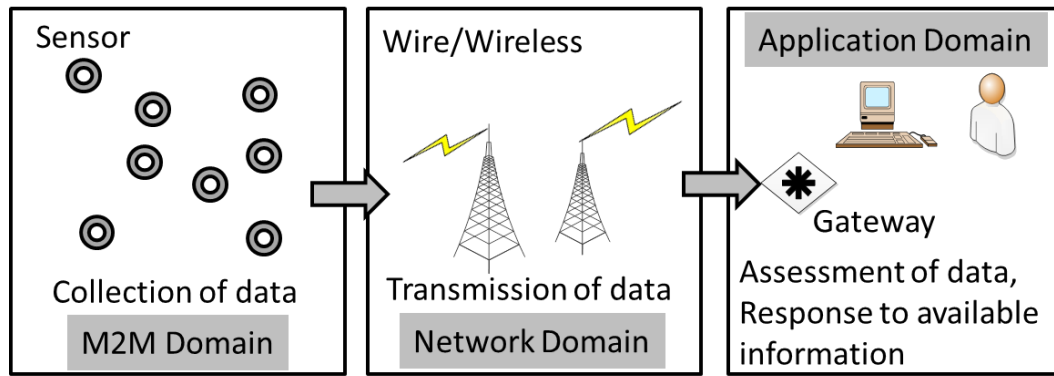 Sensor
Collection of data
M2M Domain
Wire/Wireless
Transmission of data
Network Domain
Application Domain
Gateway
Assessment of data,
Response to available
information